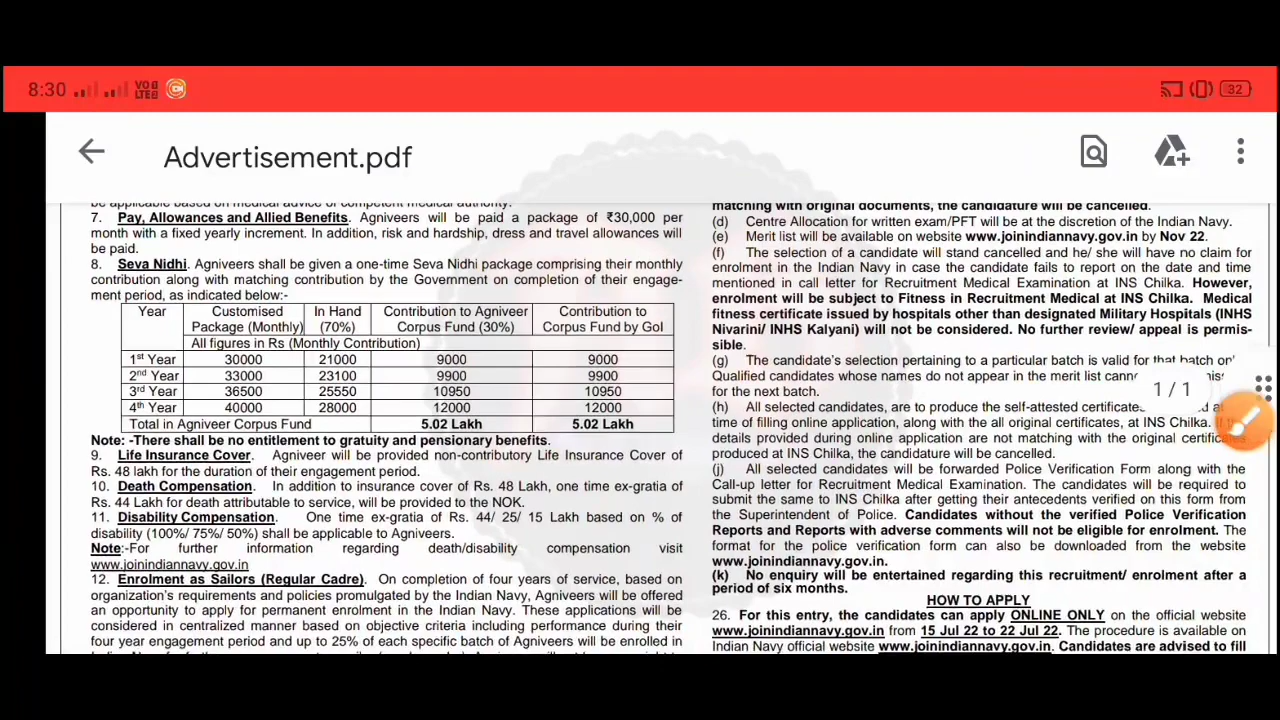 8:30 VO LTE 32
Advertisement.pdf
be applicable based on medical advice of competent medical authority.
7. Pay, Allowances and Allied Benefits. Agniveers will be paid a package of ₹30,000 per
month with a fixed yearly increment. In addition, risk and hardship, dress and travel allowances will
be paid.
8. Seva Nidhi. Agniveers shall be given a one-time Seva Nidhi package comprising their monthly
contribution along with matching contribution by the Government on completion of their engage-
ment period, as indicated below:-
Year Customised Package (Monthly) In Hand (70%) Contribution to Agniveer Corpus Fund (30%) Contribution to Corpus Fund by GoI
All figures in Rs (Monthly Contribution)
1st Year 30000 21000 9000 9000
2nd Year 33000 23100 9900 9900
3rd Year 36500 25550 10950 10950
4th Year 40000 28000 12000 12000
Total in Agniveer Corpus Fund 5.02 Lakh 5.02 Lakh
Note: -There shall be no entitlement to gratuity and pensionary benefits.
9. Life Insurance Cover. Agniveer will be provided non-contributory Life Insurance Cover of
Rs. 48 lakh for the duration of their engagement period.
10. Death Compensation. In addition to insurance cover of Rs. 48 Lakh, one time ex-gratia of
Rs. 44 Lakh for death attributable to service, will be provided to the NOK.
11. Disability Compensation. One time ex-gratia of Rs. 44/ 25/ 15 Lakh based on % of
disability (100%/ 75%/ 50%) shall be applicable to Agniveers.
Note:-For further information regarding death/disability compensation visit
www.joinindiannavy.gov.in
12. Enrolment as Sailors (Regular Cadre). On completion of four years of service, based on
organization's requirements and policies promulgated by the Indian Navy, Agniveers will be offered
an opportunity to apply for permanent enrolment in the Indian Navy. These applications will be
considered in centralized manner based on objective criteria including performance during their
four year engagement period and up to 25% of each specific batch of Agniveers will be enrolled in
matching with original documents, the candidature will be cancelled.
(d) Centre Allocation for written exam/PFT will be at the discretion of the Indian Navy.
(e) Merit list will be available on website www.joinindiannavy.gov.in by Nov 22.
(f) The selection of a candidate will stand cancelled and he/ she will have no claim for
enrolment in the Indian Navy in case the candidate fails to report on the date and time
mentioned in call letter for Recruitment Medical Examination at INS Chilka. However,
enrolment will be subject to Fitness in Recruitment Medical at INS Chilka. Medical
fitness certificate issued by hospitals other than designated Military Hospitals (INHS
Nivarini/ INHS Kalyani) will not be considered. No further review/ appeal is permis-
sible.
(g) The candidate's selection pertaining to a particular batch is valid for that batch
Qualified candidates whose names do not appear in the merit list
for the next batch.
1/1
(h) All selected candidates, are to produce the self-attested
time of filling online application, along with the all original certificates, at INS Chilka.
details provided during online application are not matching with the original
produced at INS Chilka, the candidature will be cancelled.
(j) All selected candidates will be forwarded Police Verification Form along with the
Call-up letter for Recruitment Medical Examination. The candidates will be required to
submit the same to INS Chilka after getting their antecedents verified on this form from
the Superintendent of Police. Candidates without the verified Police Verification
Reports and Reports with adverse comments will not be eligible for enrolment. The
format for the police verification form can also be downloaded from the website
www.joinindiannavy.gov.in.
(k) No enquiry will be entertained regarding this recruitment/ enrolment after a
period of six months.
HOW TO APPLY
26. For this entry, the candidates can apply ONLINE ONLY on the official website
www.joinindiannavy.gov.in from 15 Jul 22 to 22 Jul 22. The procedure is available on
Indian Navy official website www.joinindiannavy.gov.in. Candidates are advised to fill